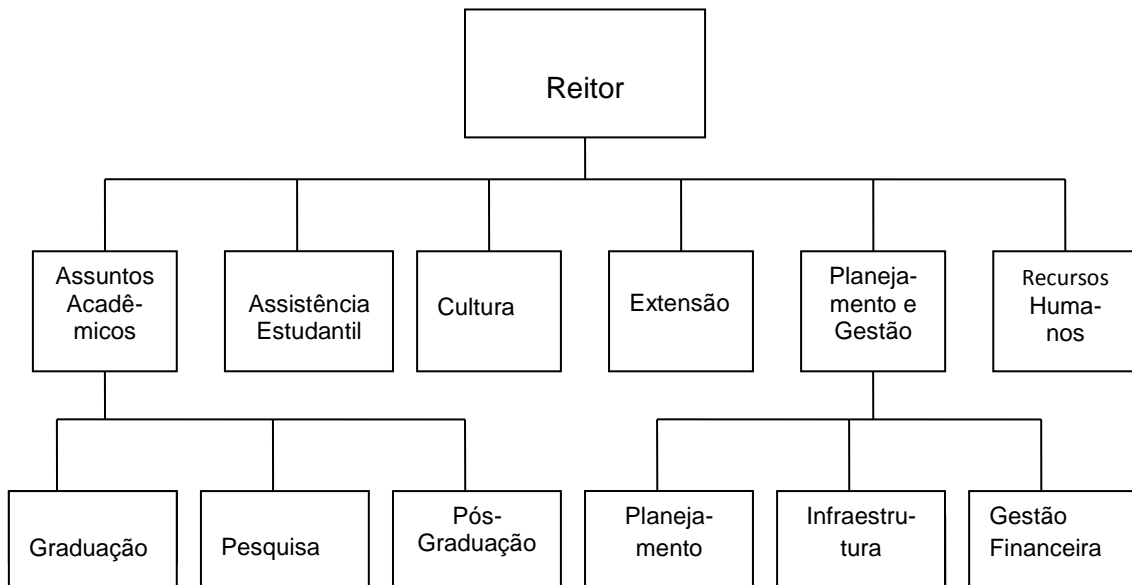 Reitor
Assuntos
Acadê-
micos
Assistência
Estudantil
Cultura
Extensão
Planeja-
mento e
Gestão
Recursos
Huma-
nos
Graduação
Pesquisa
Pós-
Graduação
Planeja-
mento
Infraestru-
tura
Gestão
Financeira